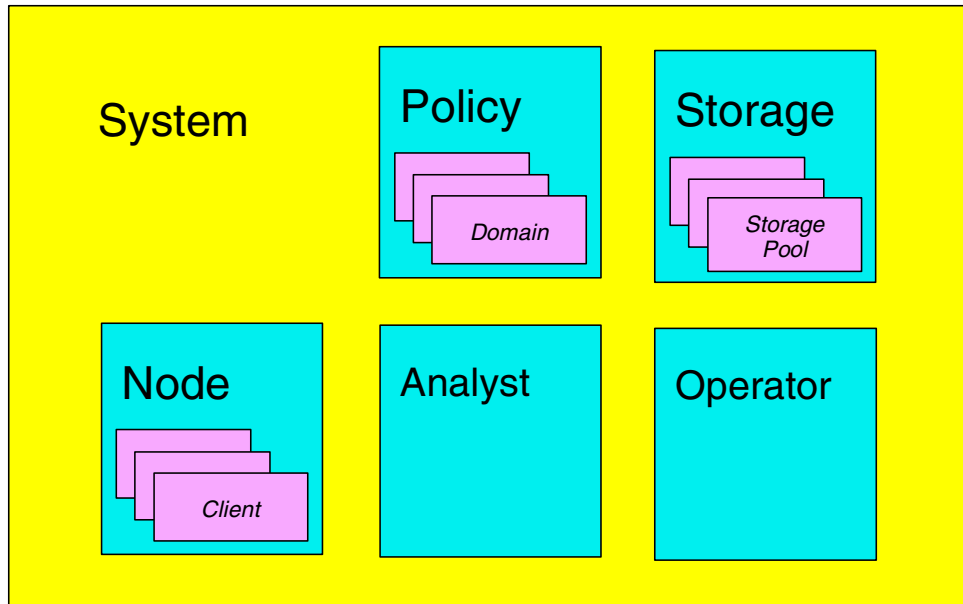 System
Policy
Domain
Storage
Storage
Pool
Node
Client
Analyst
Operator